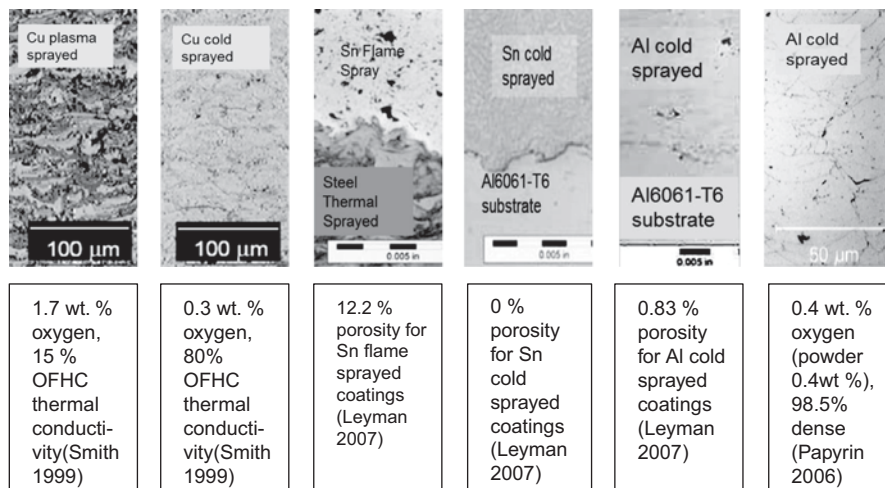 Cu plasma
sprayed
100 µm
Cu cold
sprayed
100 µm
Sn Flame
Spray
Steel
Thermal
Sprayed
0.005 in
Sn cold
sprayed
Al6061-T6
substrate
0.005 in
Al cold
sprayed
Al6061-T6
substrate
0.005 in
Al cold
sprayed
50 µm
1.7 wt. %
oxygen,
15 %
OFHC
thermal
conducti-
vity(Smith
1999)
0.3 wt. %
oxygen,
80%
OFHC
thermal
conducti-
vity(Smith
1999)
12.2 %
porosity for
Sn flame
sprayed
coatings
(Leyman
2007)
0 %
porosity
for Sn
cold
sprayed
coatings
(Leyman
2007)
0.83 %
porosity
for Al cold
sprayed
coatings
(Leyman
2007)
0.4 wt. %
oxygen
(powder
0.4wt %),
98.5%
dense
(Papyrin
2006)